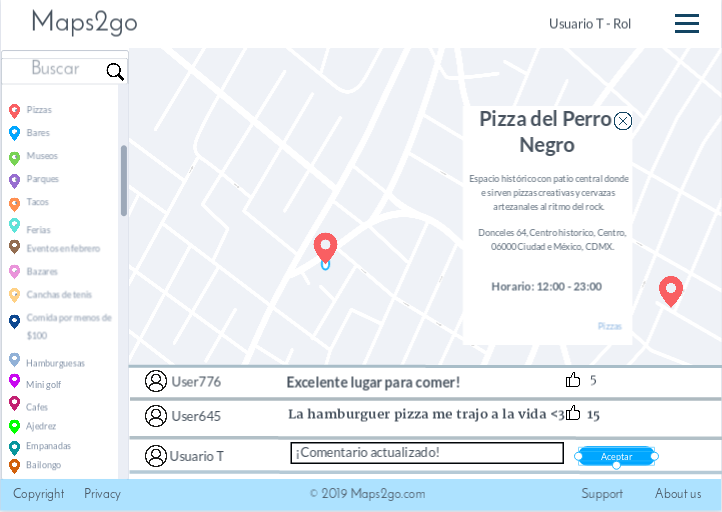 Maps2go
Usuario T - Rol
Buscar
Pizzas
Bares
Museos
Parques
Tacos
Ferias
Eventos en febrero
Bazares
Canchas de tenis
Comida por menos de
$100
Hamburguesas
Mini golf
Cafes
Ajedrez
Empanadas
Bailongo
Pizza del Perro
Negro
Espacio histórico con patio central donde
e sirven pizzas creativas y cervazas
artezanales al ritmo del rock.
Donceles 64, Centro historico, Centro,
06000 Ciudad e México, CDMX.
Horario: 12:00 - 23:00
Pizzas
User776
Excelente lugar para comer!
5
User645
La hamburguer pizza me trajo a la vida <3
15
Usuario T
¡Comentario actualizado!
Aceptar
Copyright
Privacy
© 2019 Maps2go.com
Support
About us